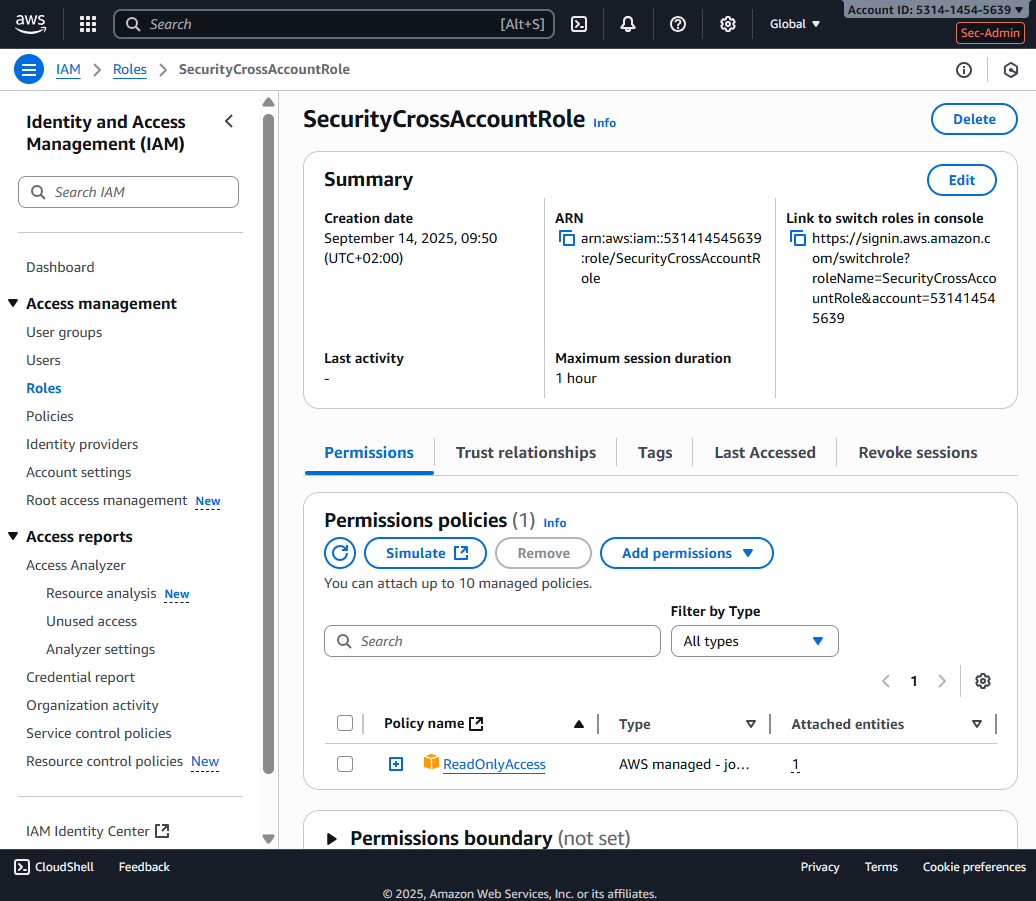 aws
Search [Alt+S]
Global
Account ID: 5314-1454-5639
Sec-Admin
IAM
Roles
SecurityCrossAccountRole
Identity and Access
Management (IAM)
Search IAM
Dashboard
Access management
User groups
Users
Roles
Policies
Identity providers
Account settings
Root access management New
Access reports
Access Analyzer
Resource analysis New
Unused access
Analyzer settings
Credential report
Organization activity
Service control policies
Resource control policies New
IAM Identity Center
SecurityCrossAccountRole Info
Delete
Summary
Edit
Creation date
September 14, 2025, 09:50
(UTC+02:00)
ARN
arn:aws:iam::531414545639
:role/SecurityCrossAccountR
ole
Link to switch roles in console
https://signin.aws.amazon.c
om/switchrole?
roleName=SecurityCrossAcco
untRole&account=53141454
5639
Last activity
-
Maximum session duration
1 hour
Permissions
Trust relationships
Tags
Last Accessed
Revoke sessions
Permissions policies (1) Info
Simulate
Remove
Add permissions
You can attach up to 10 managed policies.
Filter by Type
Search
All types
1
Policy name
Type
Attached entities
ReadOnlyAccess
AWS managed - jo...
1
Permissions boundary (not set)
CloudShell
Feedback
Privacy
Terms
Cookie preferences
© 2025, Amazon Web Services, Inc. or its affiliates.